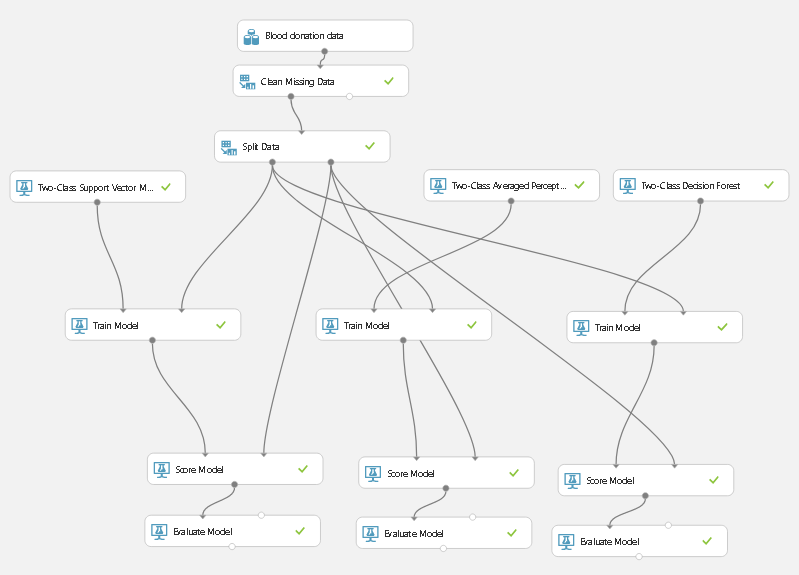 Blood donation data
Clean Missing Data
Split Data
Two-Class Support Vector M...
Two-Class Averaged Percept...
Two-Class Decision Forest
Train Model
Train Model
Train Model
Score Model
Score Model
Score Model
Evaluate Model
Evaluate Model
Evaluate Model